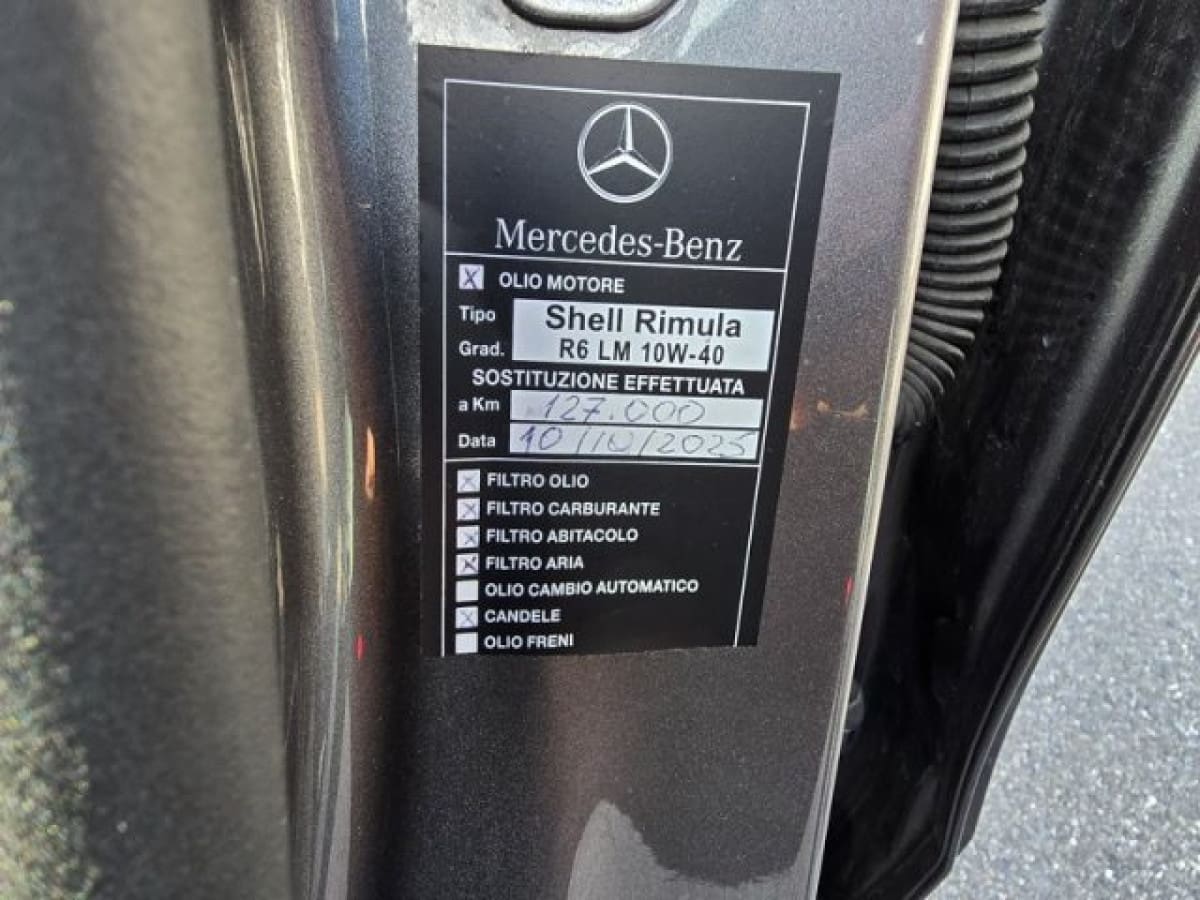 Mercedes-Benz
OLIO MOTORE
Tipo Shell Rimula
Grad. R6 LM 10W-40
SOSTITUZIONE EFFETTUATA
a Km 127.000
Data 10/10/2025
FILTRO OLIO
FILTRO CARBURANTE
FILTRO ABITACOLO
FILTRO ARIA
OLIO CAMBIO AUTOMATICO
CANDELE
OLIO FRENI